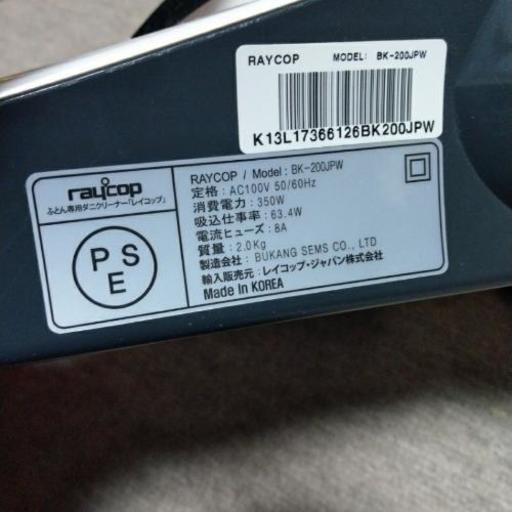 RAYCOP MODEL: BK-200JPW
K13L17366126BK200JPW
raycop
ふとん専用ダニクリーナー「レイコップ」
P S E
RAYCOP / Model : BK-200JPW
定格 : AC100V 50/60Hz
消費電力 : 350W
吸込仕事率 : 63.4W
電流ヒューズ : 8A
質量 : 2.0Kg
製造会社 : BUKANG SEMS CO., LTD
輸入販売元 : レイコップ・ジャパン株式会社
Made In KOREA